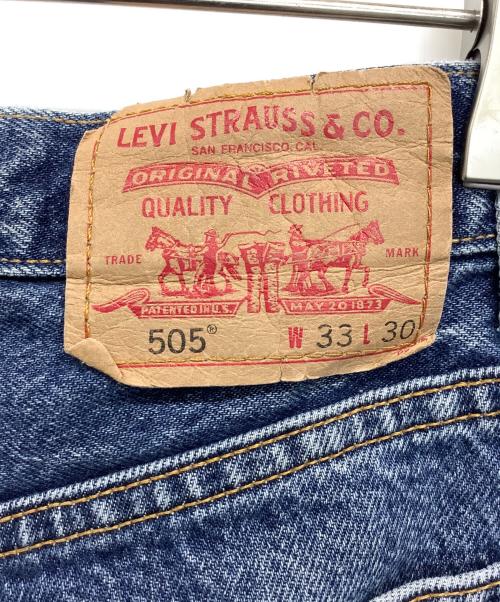 LEVI STRAUSS & CO.
SAN FRANCISCO, CAL
ORIGINAL RIVETED
QUALITY CLOTHING
TRADE MARK
PATENTED IN U.S. MAY 20 1873
505® W 33 L 30